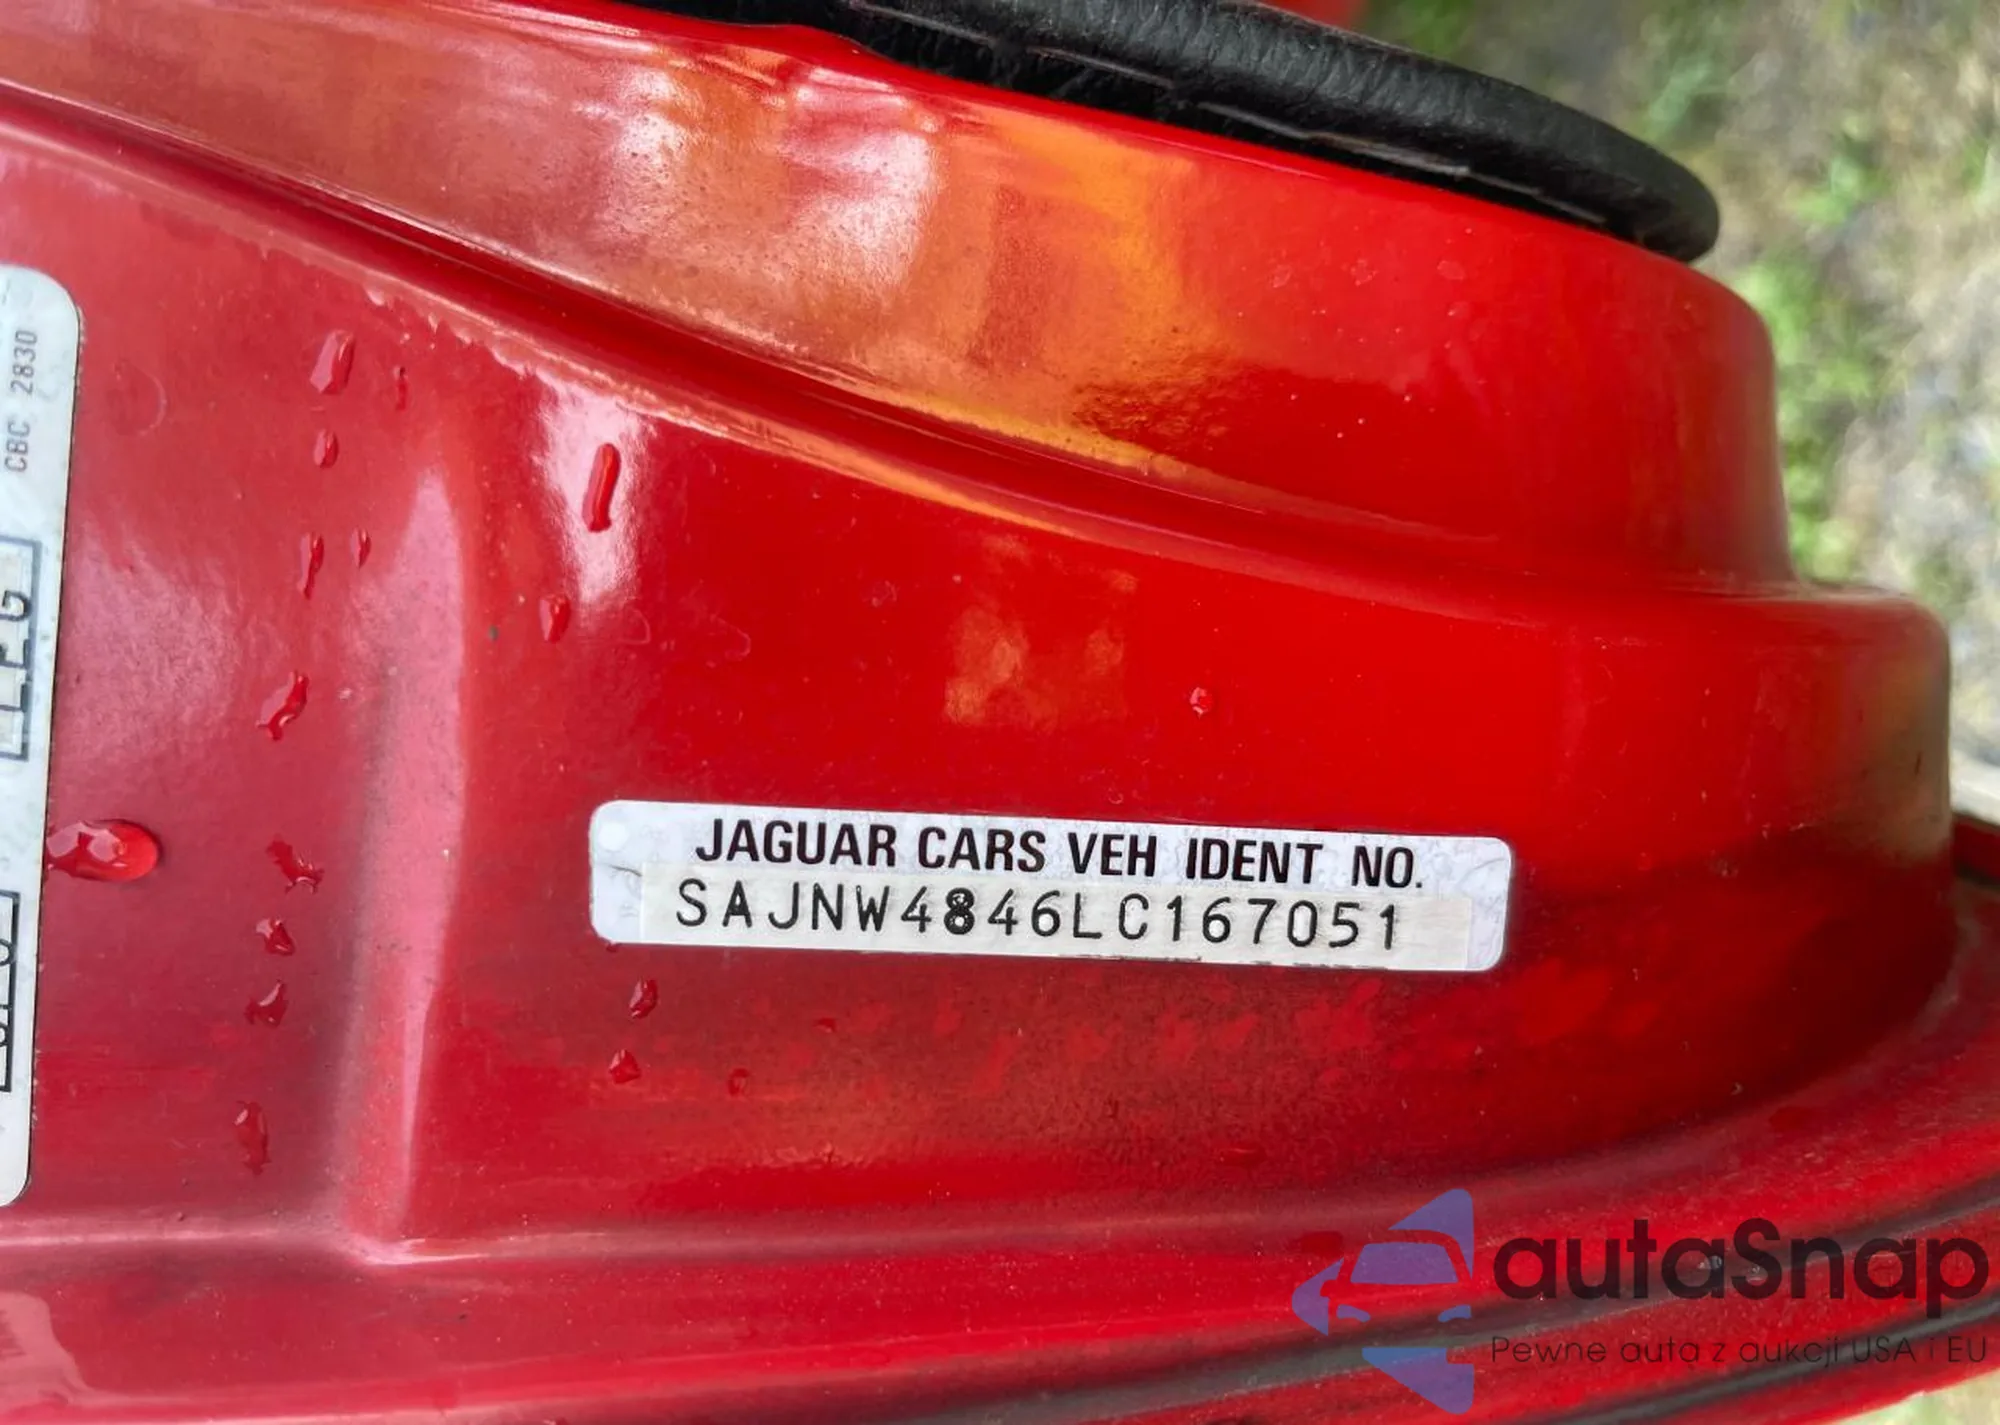 CBC 2830
JAGUAR CARS VEH IDENT NO.
SAJNW4846LC167051
autaSnap
Pewne auta z aukcji USA i EU